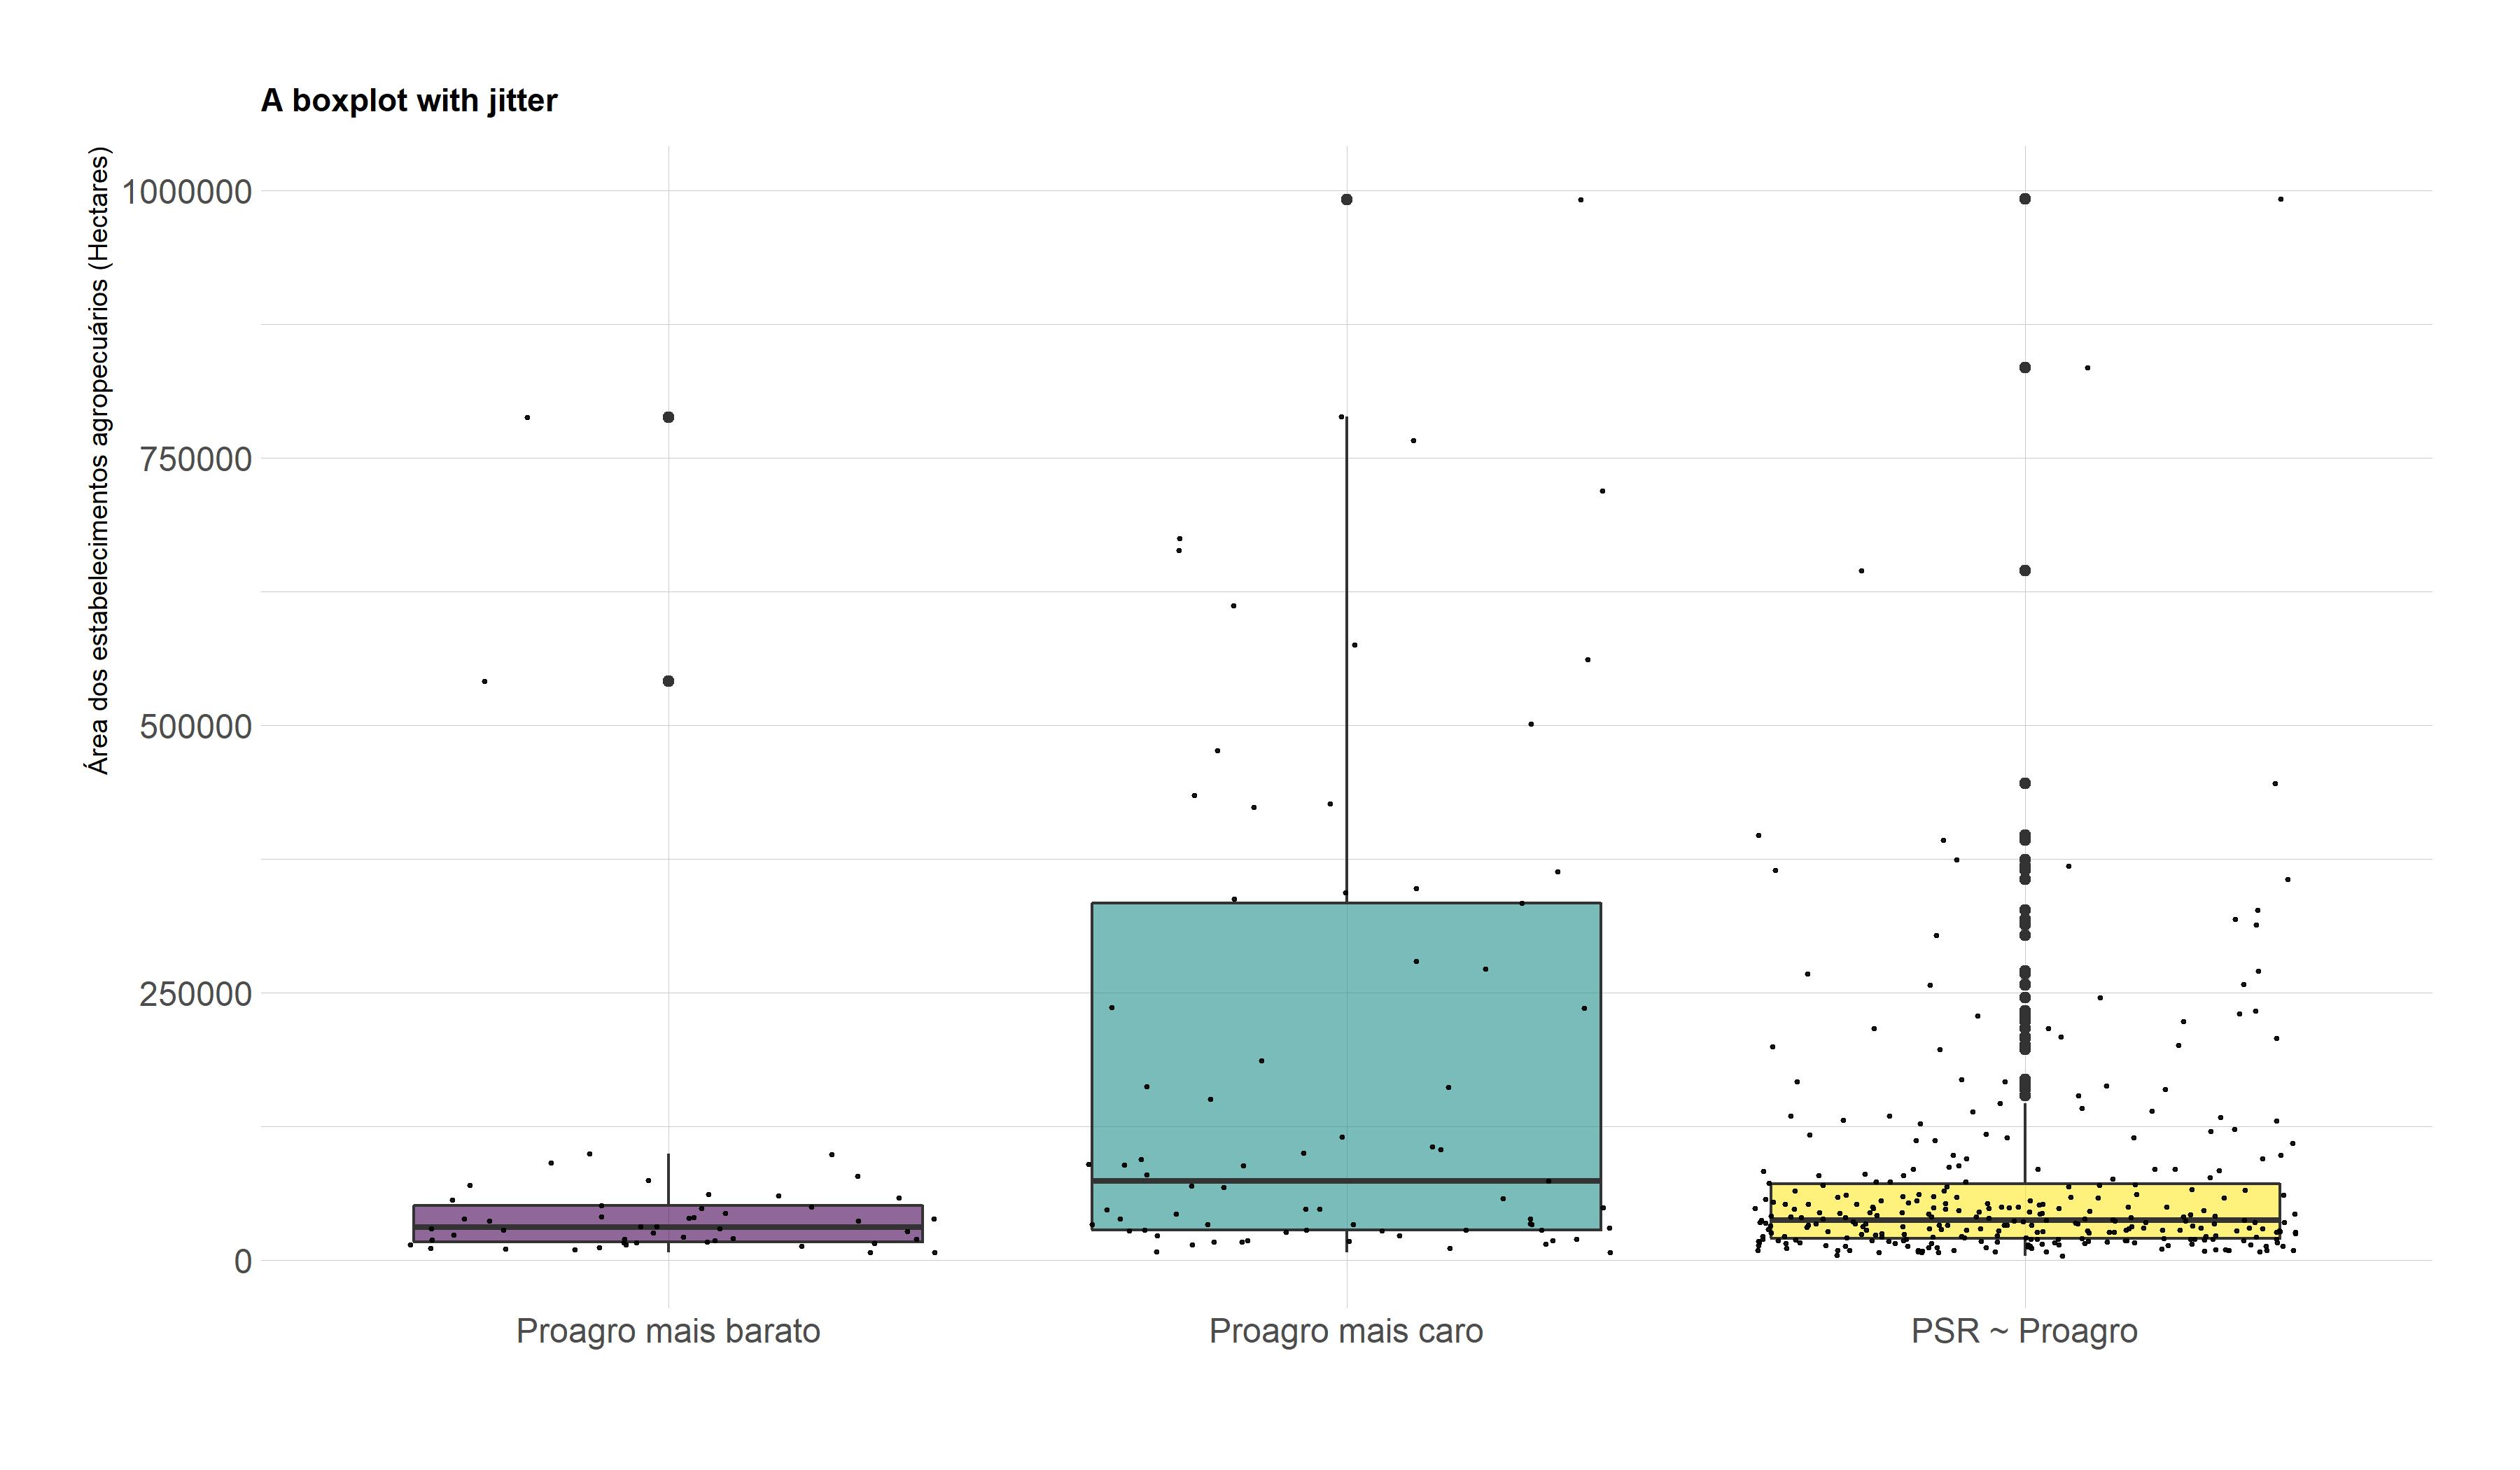 A boxplot with jitter
Área dos estabelecimentos agropecuários (Hectares)
1000000
750000
500000
250000
0
Proagro mais barato
Proagro mais caro
PSR ~ Proagro